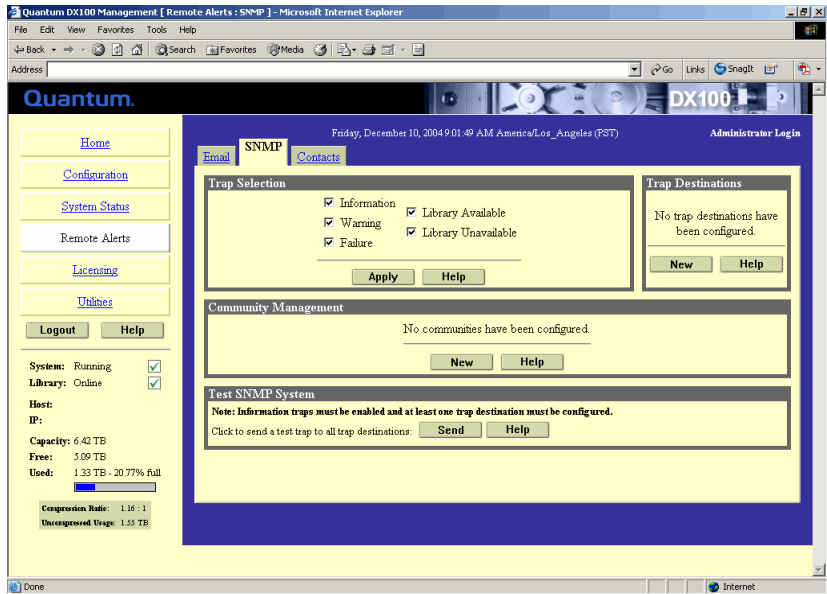 Quantum DX100 Management [ Remote Alerts : SNMP ] - Microsoft Internet Explorer
File Edit View Favorites Tools Help
Back Search Favorites Media
Address Go Links SnagIt
Quantum. DX100
Friday, December 10, 2004 9:01:49 AM America/Los_Angeles (PST) Administrator Login
Home
Configuration
System Status
Remote Alerts
Licensing
Utilities
Logout Help
System: Running
Library: Online
Host:
IP:
Capacity: 6.42 TB
Free: 5.09 TB
Used: 1.33 TB - 20.77% full
Compression Ratio: 1.16 : 1
Uncompressed Usage: 1.55 TB
Email SNMP Contacts
Trap Selection
Information
Warning
Failure
Library Available
Library Unavailable
Apply Help
Trap Destinations
No trap destinations have
been configured.
New Help
Community Management
No communities have been configured.
New Help
Test SNMP System
Note: Information traps must be enabled and at least one trap destination must be configured.
Click to send a test trap to all trap destinations: Send Help
Done Internet